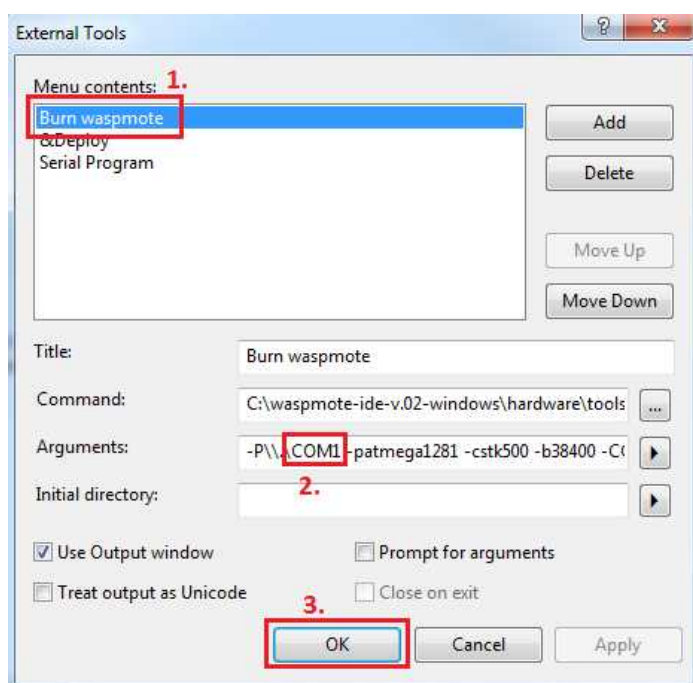 External Tools
Menu contents: 1.
Burn waspmote
&Deploy
Serial Program
Add
Delete
Move Up
Move Down
Title: Burn waspmote
Command: C:\waspmote-ide-v.02-windows\hardware\tools ...
Arguments: -P\\.\COM1 -patmega1281 -cstk500 -b38400 -C(
2.
Initial directory:
Use Output window Prompt for arguments
Treat output as Unicode Close on exit
3.
OK Cancel Apply